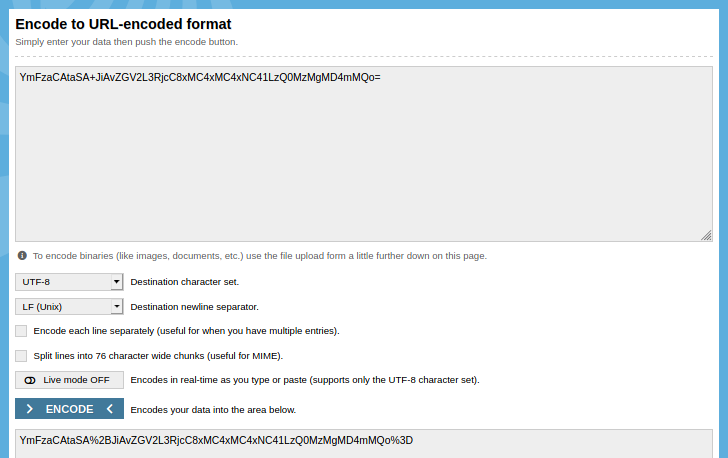 Encode to URL-encoded format
Simply enter your data then push the encode button.
YmFzaCAtaSA+JiAvZGV2L3RjcC8xMC4xMC4xNC41LzQ0MzMgMD4mMQo=
To encode binaries (like images, documents, etc.) use the file upload form a little further down on this page.
UTF-8 Destination character set.
LF (Unix) Destination newline separator.
Encode each line separately (useful for when you have multiple entries).
Split lines into 76 character wide chunks (useful for MIME).
Live mode OFF Encodes in real-time as you type or paste (supports only the UTF-8 character set).
> ENCODE < Encodes your data into the area below.
YmFzaCAtaSA%2BJiAvZGV2L3RjcC8xMC4xMC4xNC41LzQ0MzMgMD4mMQo%3D